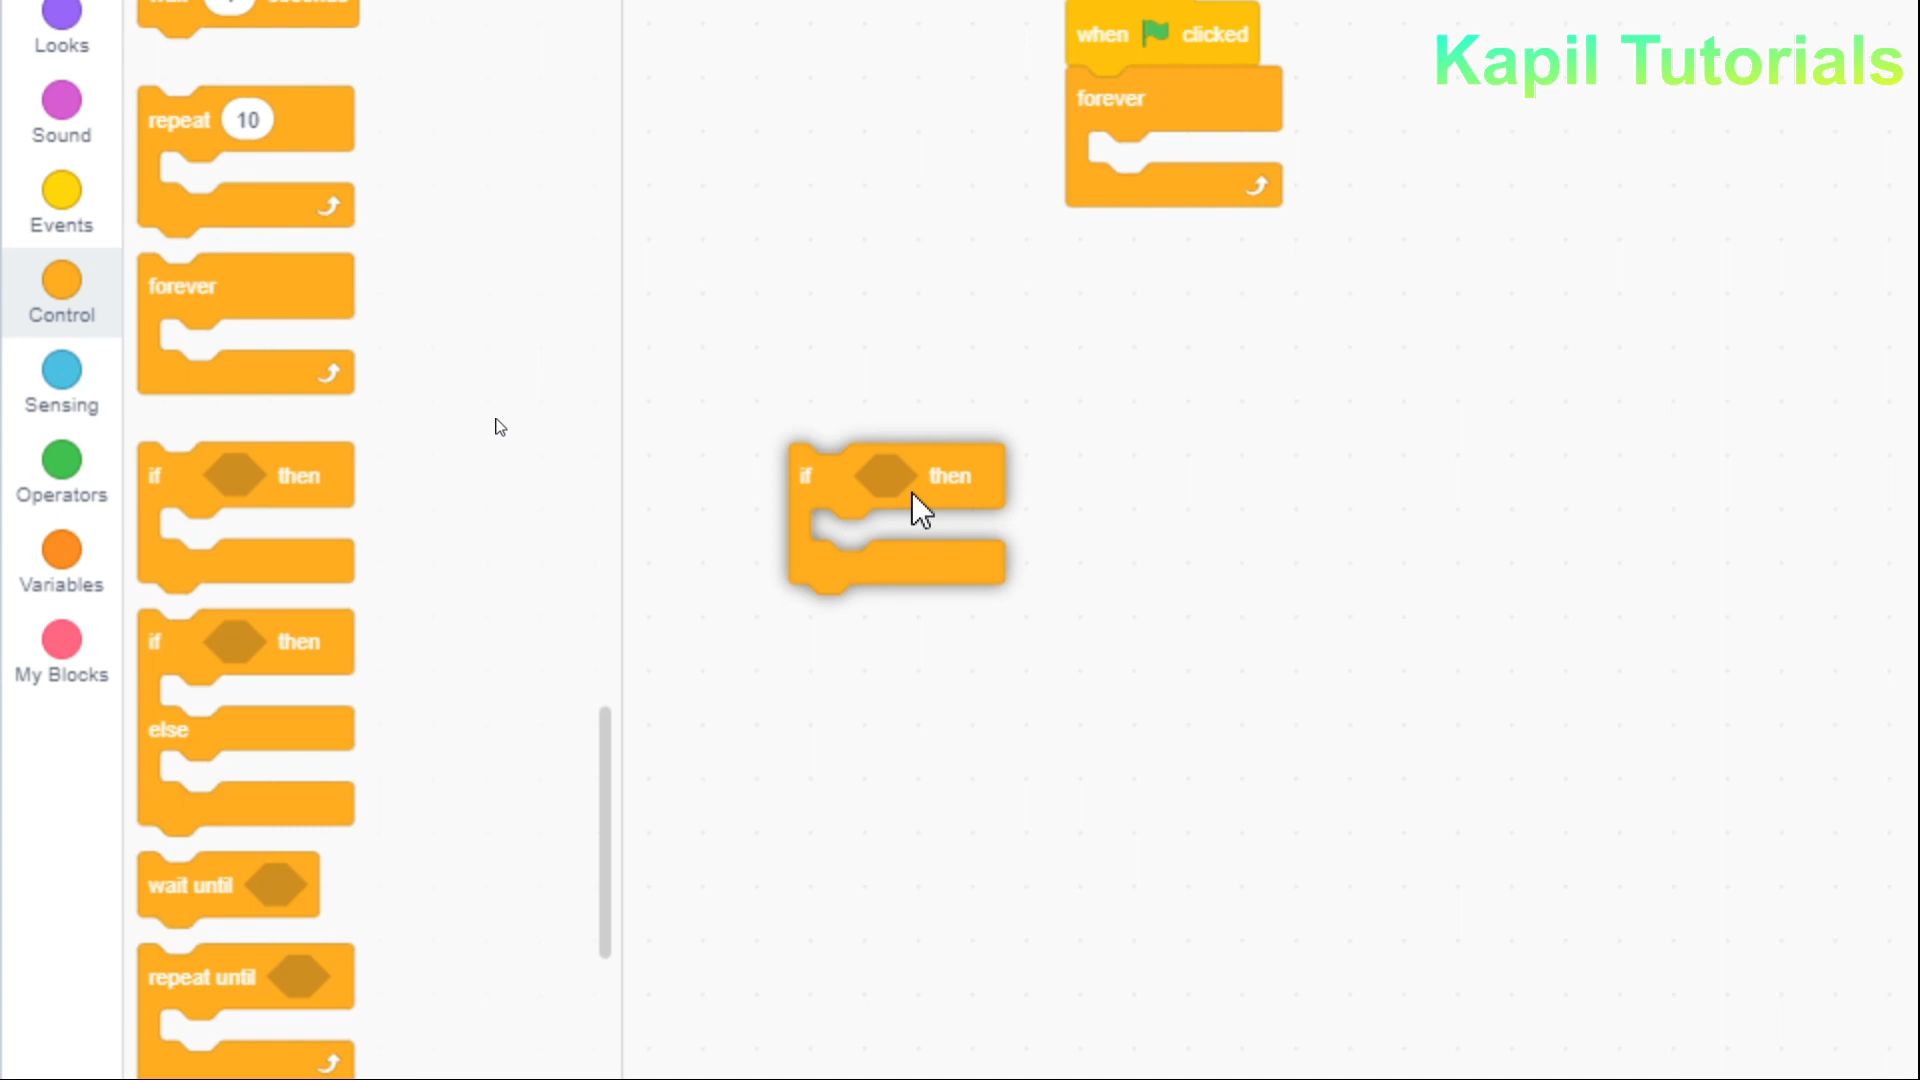 Looks
Sound
Events
Control
Sensing
Operators
Variables
My Blocks
repeat 10
forever
if then
if then
else
wait until
repeat until
when clicked
forever
if then
Kapil Tutorials